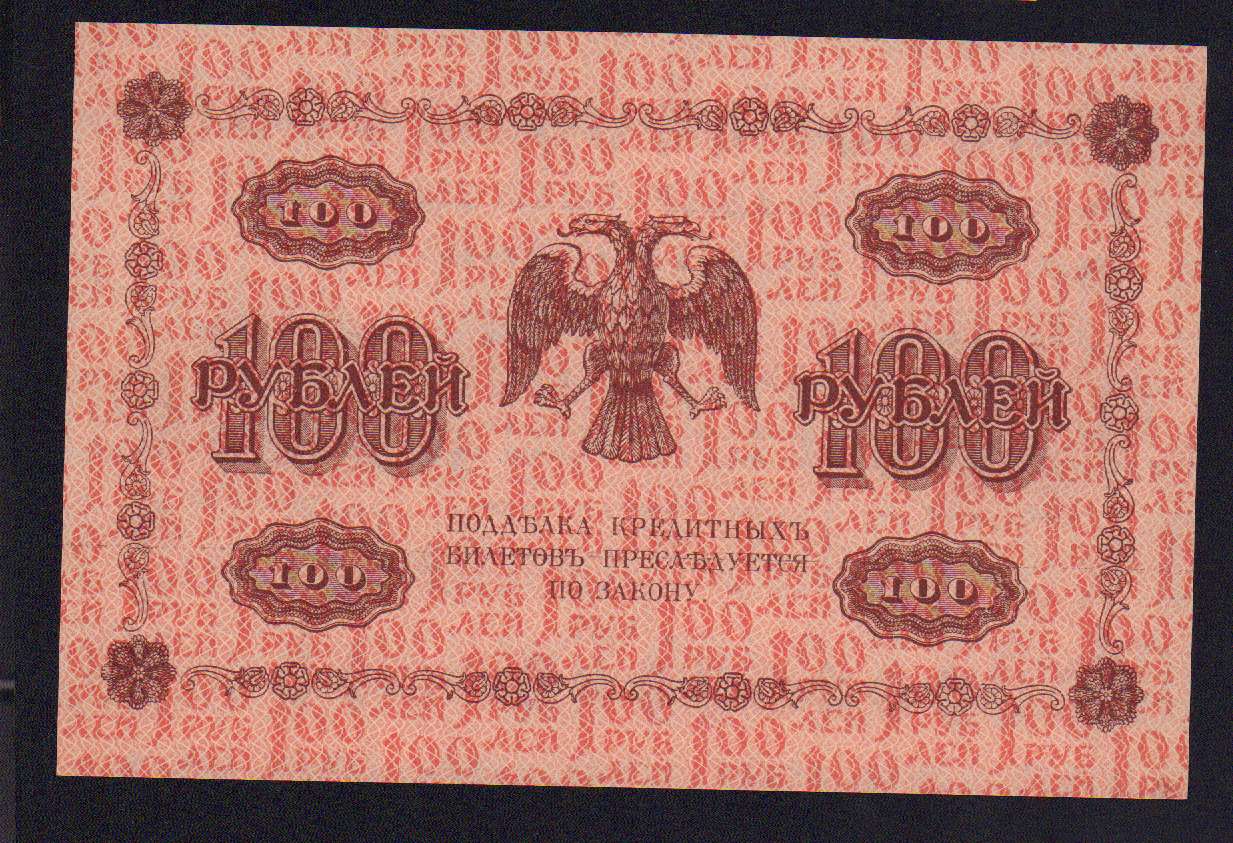 100 100
100 РУБЛЕЙ 100 РУБЛЕЙ
ПОДДѢЛКА КРЕДИТНЫХЪ
БИЛЕТОВЪ ПРЕСЛѢДУЕТСЯ
ПО ЗАКОНУ
100 100